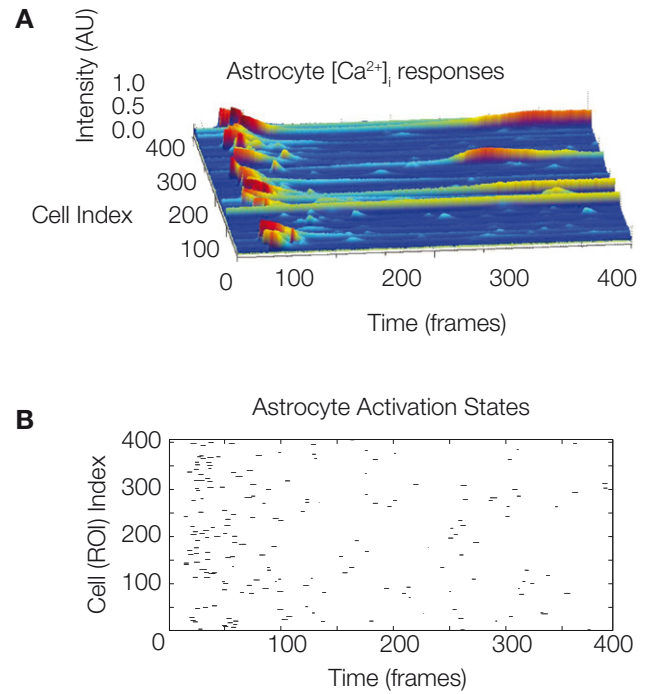 A
Intensity (AU)
Astrocyte [Ca²⁺]ᵢ responses
1.0
0.5
0.0
400
300
Cell Index
200
100
0
100
200
300
400
Time (frames)
B
Astrocyte Activation States
Cell (ROI) Index
400
300
200
100
0
100
200
300
400
Time (frames)